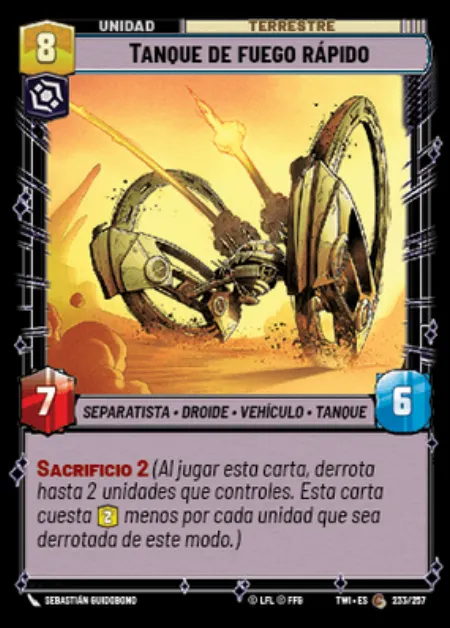 UNIDAD
TERRESTRE
8
TANQUE DE FUEGO RÁPIDO
7
SEPARATISTA • DROIDE • VEHÍCULO • TANQUE
6
SACRIFICIO 2 (Al jugar esta carta, derrota
hasta 2 unidades que controles. Esta carta
cuesta 2 menos por cada unidad que sea
derrotada de este modo.)
SEBASTIÁN GUIDOBONO
© LFL ® FFG
TWI • ES
C
233/257